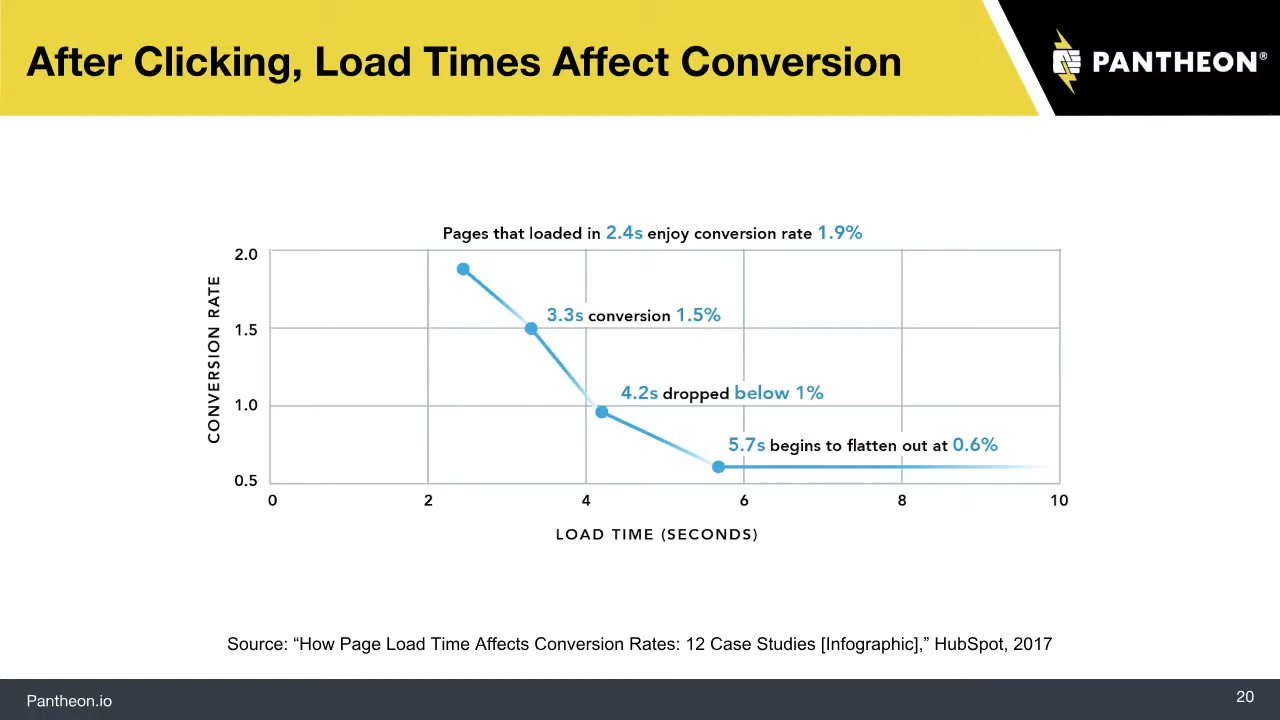 After Clicking, Load Times Affect Conversion
PANTHEON®
Pages that loaded in 2.4s enjoy conversion rate 1.9%
CONVERSION RATE
2.0
1.5
1.0
0.5
3.3s conversion 1.5%
4.2s dropped below 1%
5.7s begins to flatten out at 0.6%
0 2 4 6 8 10
LOAD TIME (SECONDS)
Source: “How Page Load Time Affects Conversion Rates: 12 Case Studies [Infographic],” HubSpot, 2017
Pantheon.io
20